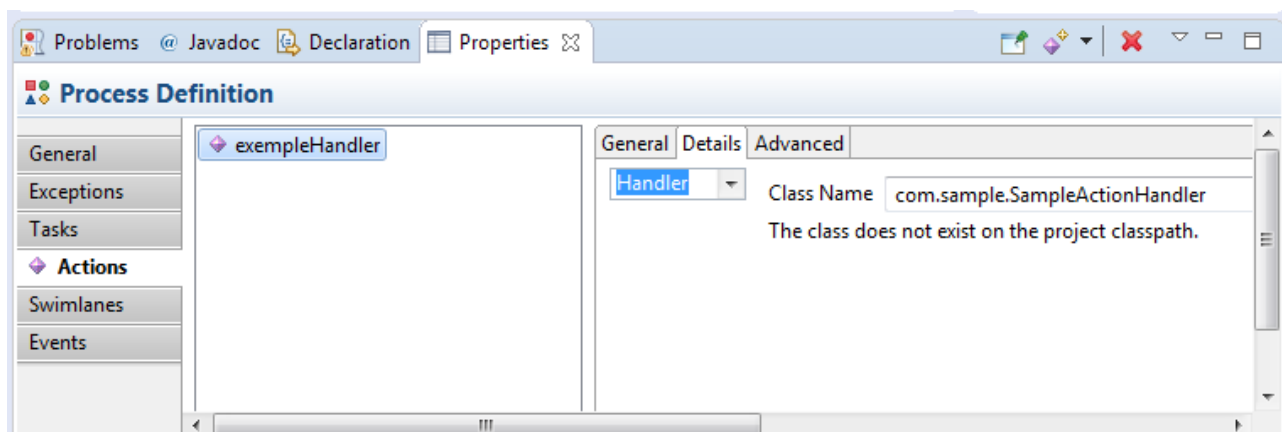 Problems @ Javadoc Declaration Properties
Process Definition
General
Exceptions
Tasks
Actions
Swimlanes
Events
exempleHandler
General Details Advanced
Handler
Class Name com.sample.SampleActionHandler
The class does not exist on the project classpath.